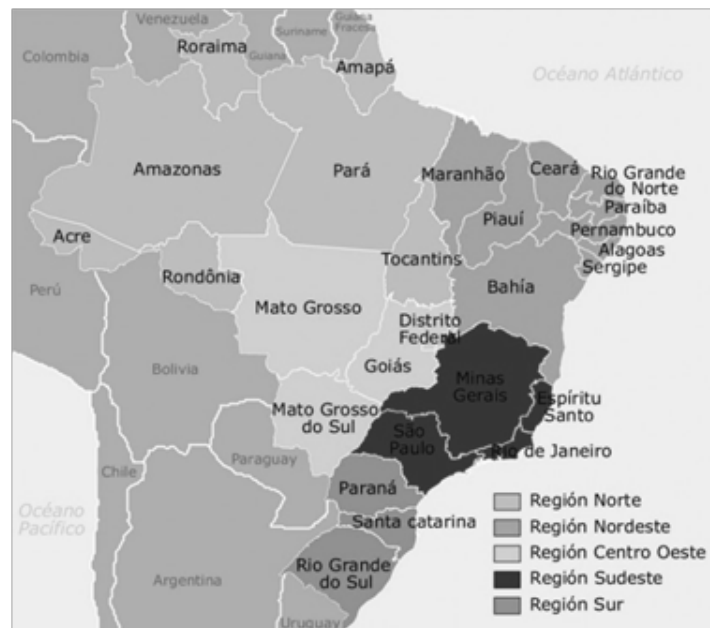 Venezuela
Guiana
Fracesa
Suriname
Roraima
Guiana
Colombia
Amapá
Océano Atlántico
Amazonas
Pará
Maranhão
Ceará
Rio Grande
do Norte
Paraíba
Piauí
Pernambuco
Acre
Alagoas
Tocantins
Sergipe
Rondônia
Perú
Bahía
Mato Grosso
Distrito
Federal
Goiás
Bolivia
Minas
Gerais
Espíritu
Santo
Mato Grosso
do Sul
São
Paulo
Rio de Janeiro
Paraguay
Chile
Paraná
Región Norte
Océano
Pacífico
Santa catarina
Región Nordeste
Región Centro Oeste
Rio Grande
do Sul
Argentina
Región Sudeste
Región Sur
Uruguay